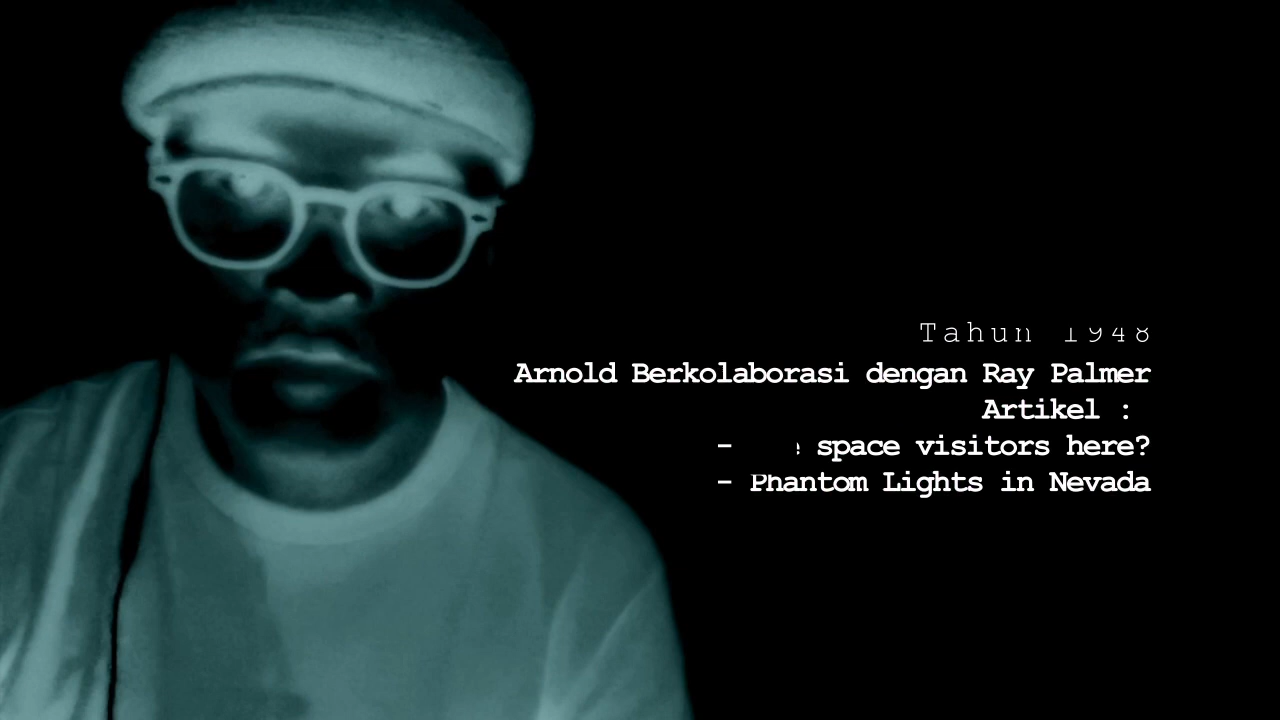 Tahun 1948
Arnold Berkolaborasi dengan Ray Palmer
Artikel :
- space visitors here?
- Phantom Lights in Nevada